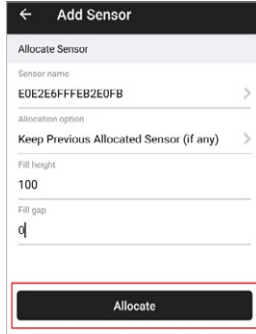 Add Sensor
Allocate Sensor
Sensor name
E0E2E6FFFEB2E0FB
Allocation option
Keep Previous Allocated Sensor (if any)
Fill height
100
Fill gap
0
Allocate